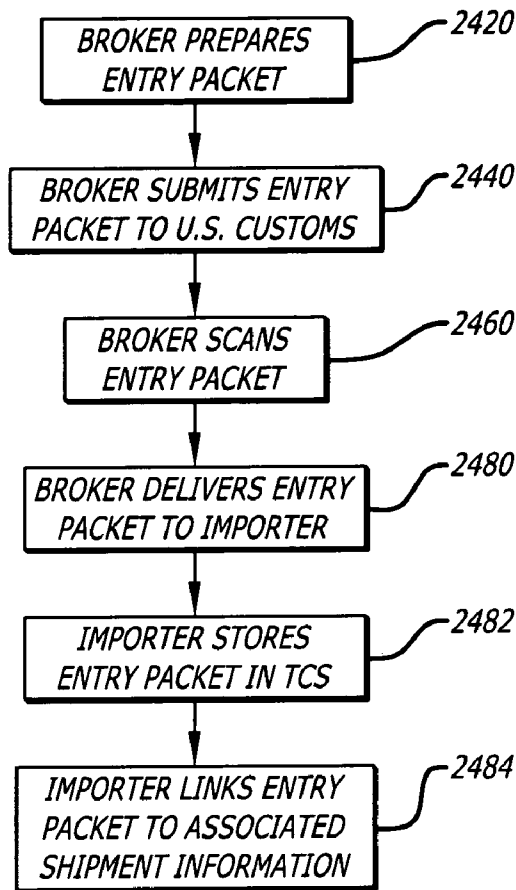 BROKER PREPARES
ENTRY PACKET
2420
BROKER SUBMITS ENTRY
PACKET TO U.S. CUSTOMS
2440
BROKER SCANS
ENTRY PACKET
2460
BROKER DELIVERS ENTRY
PACKET TO IMPORTER
2480
IMPORTER STORES
ENTRY PACKET IN TCS
2482
IMPORTER LINKS ENTRY
PACKET TO ASSOCIATED
SHIPMENT INFORMATION
2484